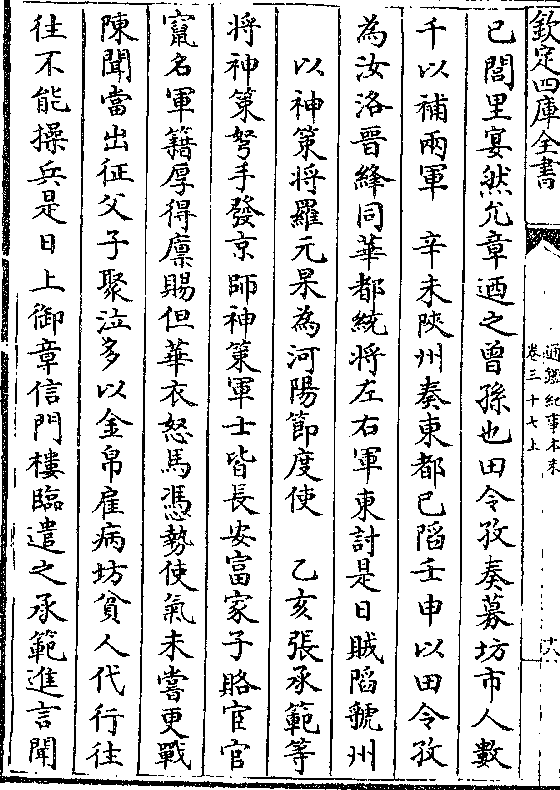 欽定四庫全書
通鑑紀事本末
卷三十七上
已閭里宴然允章迺之曾孫也田令孜奏募坊市人數
千以補兩軍　辛未陝州奏東都已䧟壬申以田令孜
為汝洛晉絳同華都統將左右軍東討是日賊䧟虢州
以神策將羅元杲為河陽節度使　乙亥張承範等
將神策弩手發京師神策軍士皆長安富家子賂宦官
竄名軍籍厚得廪賜但華衣怒馬憑勢使氣未嘗更戰
陳聞當出征父子聚泣多以金帛雇病坊貧人代行往
往不能操兵是日上御章信門樓臨遣之承範進言聞